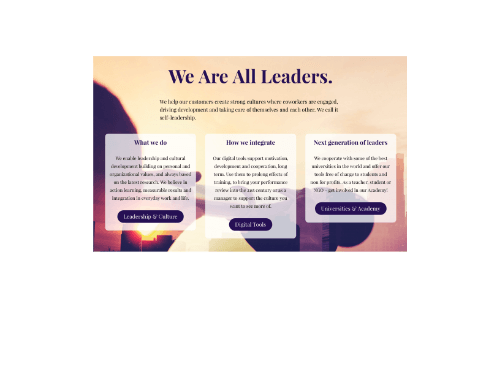 We Are All Leaders.
We help our customers create strong cultures where coworkers are engaged,
driving development and taking care of themselves and each other. We call it
self-leadership.
What we do
We enable leadership and cultural
development building on personal and
organizational values, and always based
on the latest research. We believe in
action learning, measurable results and
integration in everyday work and life.
Leadership & Culture
How we integrate
Our digital tools support motivation,
development and cooperation, long
term. Use them to prolong effects of
training, to bring your performance
review into the 21st century, or as a
manager to support the culture you
want to see more of.
Digital Tools
Next generation of leaders
We cooperate with some of the best
universities in the world and offer our
tools free of charge to students and
non for profits. As a teacher, student or
NGO - get involved in our Academy!
Universities & Academy